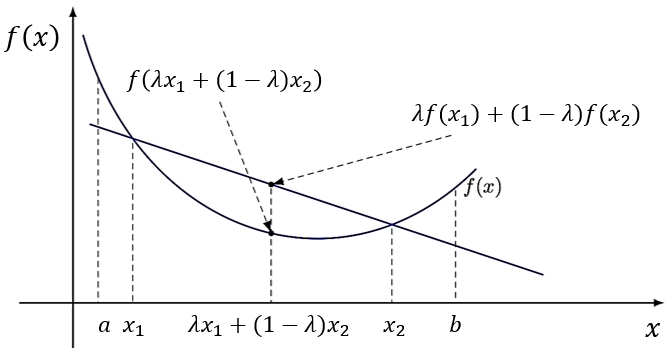 f(x)
f(λx₁ + (1 − λ)x₂)
λf(x₁) + (1 − λ)f(x₂)
f(x)
a x₁ λx₁ + (1 − λ)x₂ x₂ b x